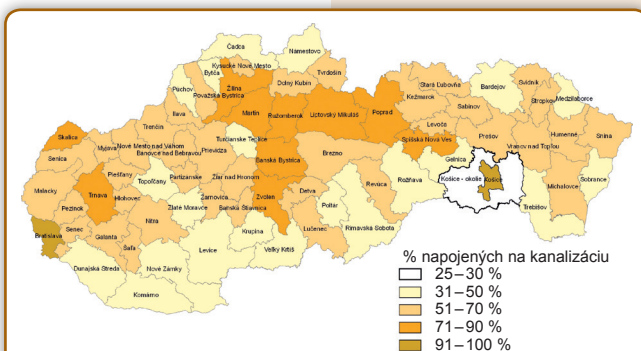 Čadca
Námestovo
Kysucké Nové Mesto
Bytča
Tvrdošín
Púchov
Žilina
Dolný Kubín
Stará Ľubovňa
Bardejov
Svidník
Považská Bystrica
Kežmarok
Stropkov
Medzilaborce
Ilava
Martin
Ružomberok
Liptovský Mikuláš
Poprad
Sabinov
Trenčín
Levoča
Skalica
Turčianske Teplice
Prešov
Humenné
Snina
Myjava
Nové Mesto nad Váhom
Prievidza
Spišská Nová Ves
Vranov nad Topľou
Senica
Bánovce nad Bebravou
Banská Bystrica
Brezno
Gelnica
Piešťany
Partizánske
Žiar nad Hronom
Košice - okolie
Košice
Sobrance
Topoľčany
Rožňava
Malacky
Trnava
Hlohovec
Zvolen
Detva
Revúca
Michalovce
Pezinok
Zlaté Moravce
Žarnovica
Poltár
Trebišov
Nitra
Banská Štiavnica
Senec
Galanta
Lučenec
Rimavská Sobota
Bratislava
Šaľa
Krupina
Levice
Veľký Krtíš
Dunajská Streda
Nové Zámky
Komárno
% napojených na kanalizáciu
25–30 %
31–50 %
51–70 %
71–90 %
91–100 %